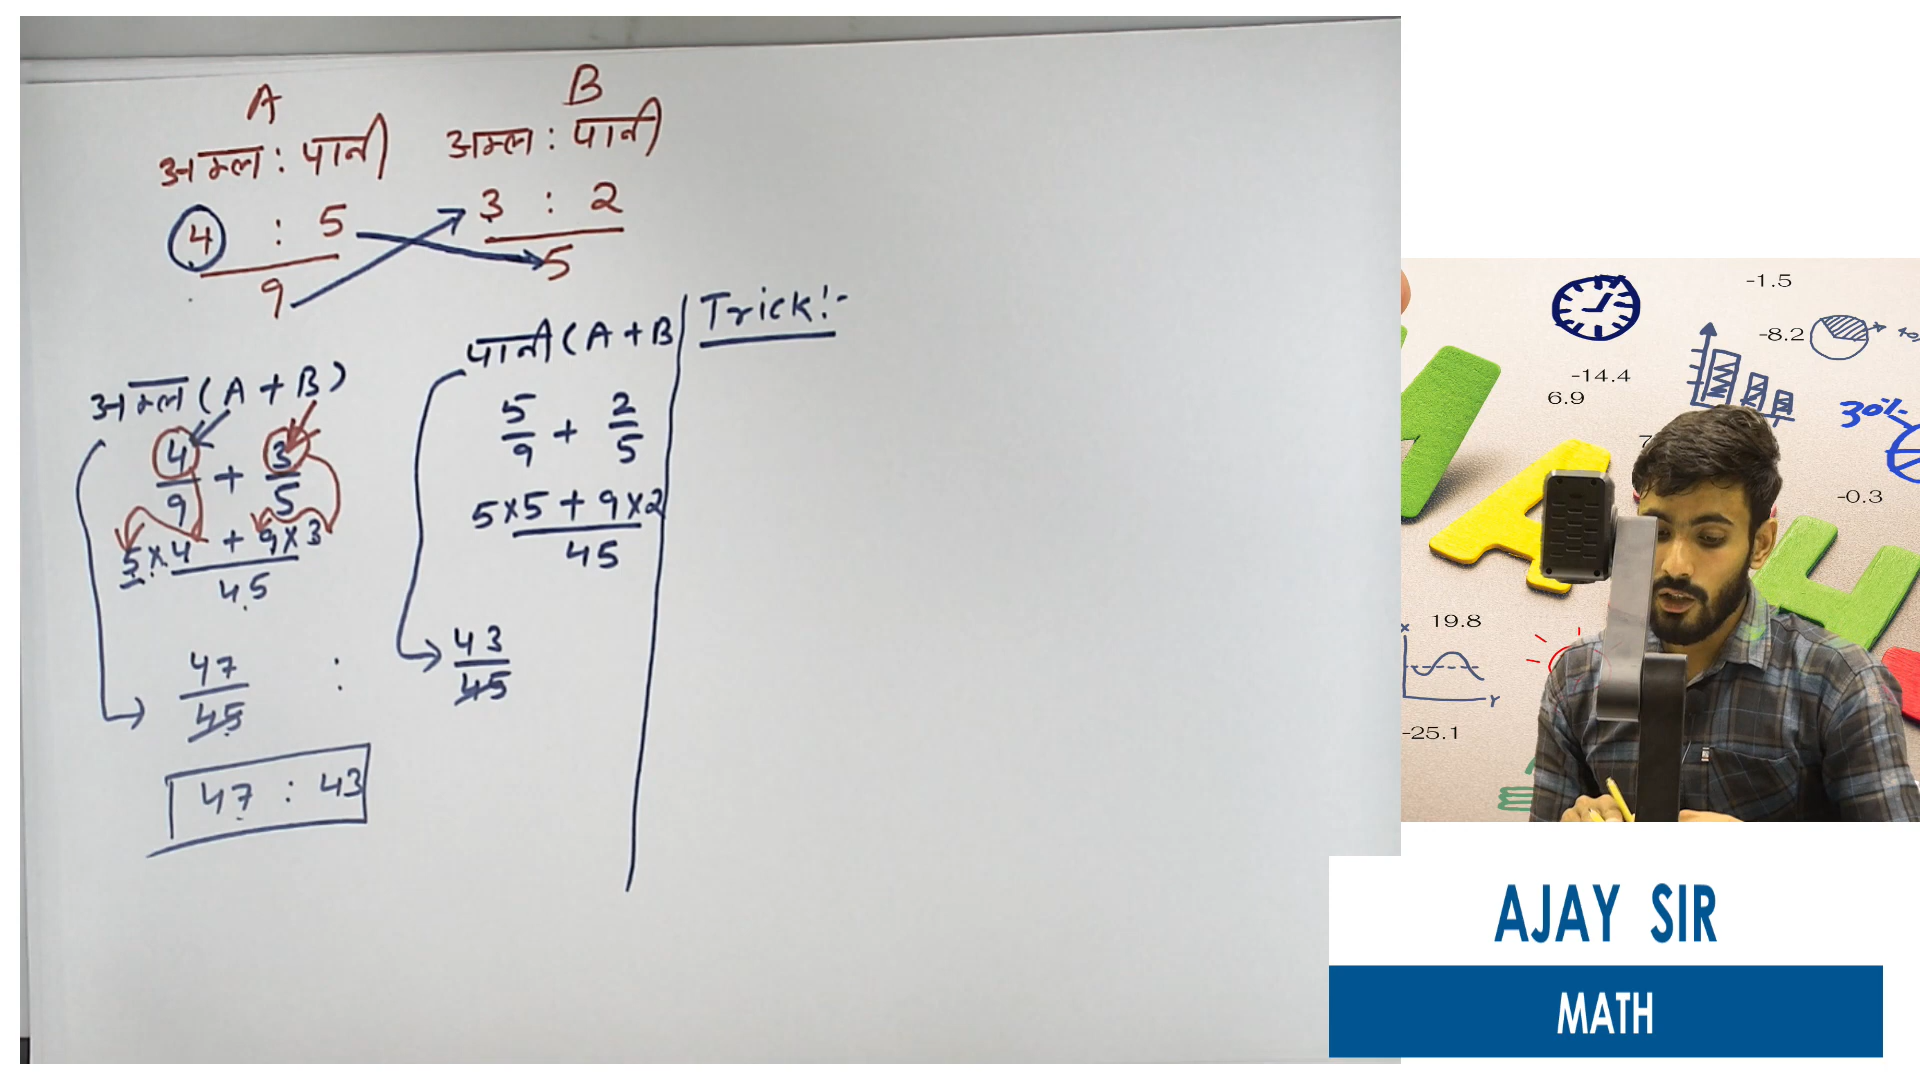 A
B
अम्ल : पानी
अम्ल : पानी
4 : 5
3 : 2
9
5
Trick :-
अम्ल (A + B)
पानी (A + B
4/9 + 3/5
5/9 + 2/5
5×4 + 9×3
45
5×5 + 9×2
45
47/45 : 43/45
47 : 43
-1.5
-8.2
-14.4
6.9
30%
7
-0.3
19.8
x
Y
-25.1
AJAY SIR
MATH